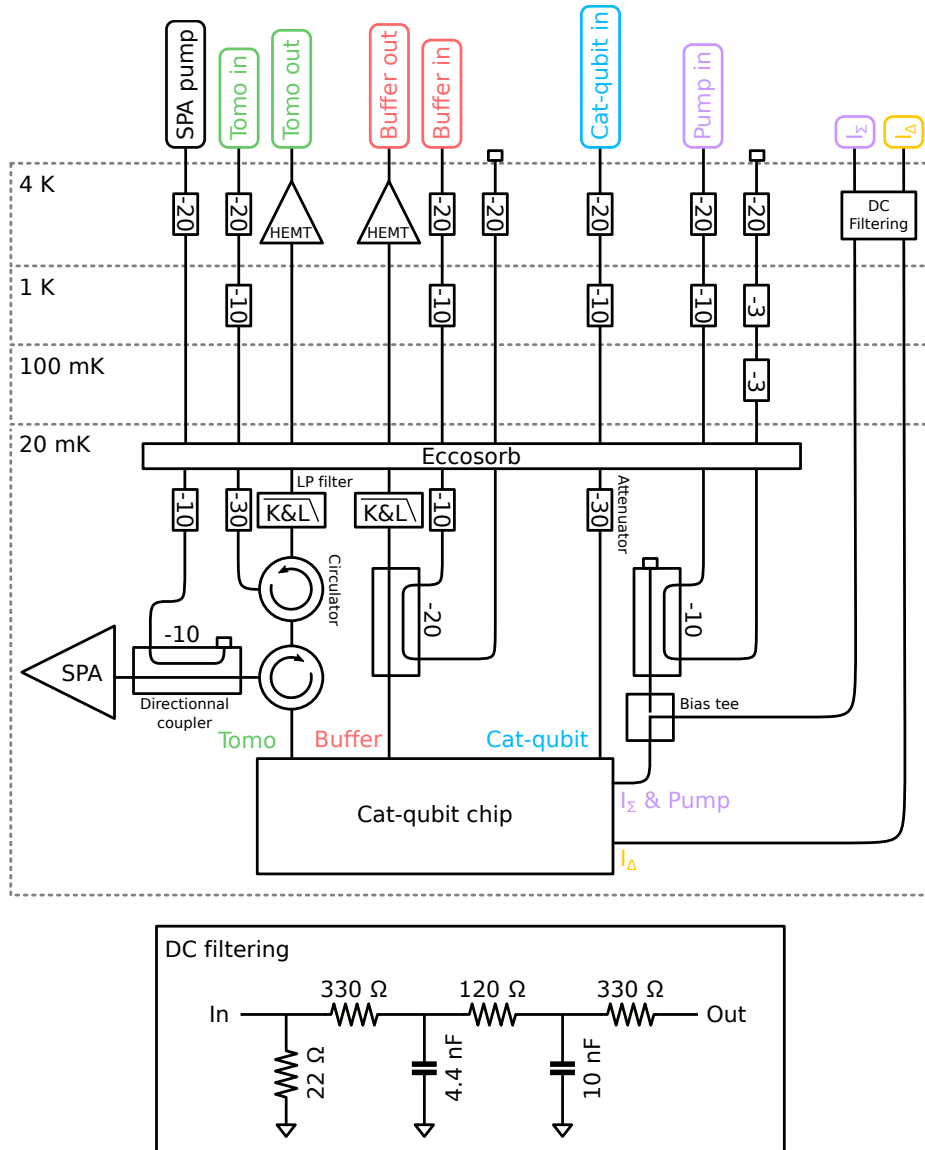 SPA pump
Tomo in
Tomo out
Buffer out
Buffer in
Cat-qubit in
Pump in
I_Σ
I_Δ
4 K
-20
-20
HEMT
HEMT
-20
-20
-20
-20
-20
DC
Filtering
1 K
-10
-10
-10
-10
-3
100 mK
-3
20 mK
Eccosorb
-10
-30
LP filter
K&L
K&L
-10
-30
Attenuator
Circulator
-20
-10
-10
SPA
Directionnal
coupler
Bias tee
Tomo
Buffer
Cat-qubit
Cat-qubit chip
I_Σ & Pump
I_Δ
DC filtering
330 Ω
120 Ω
330 Ω
In
Out
22 Ω
4.4 nF
10 nF